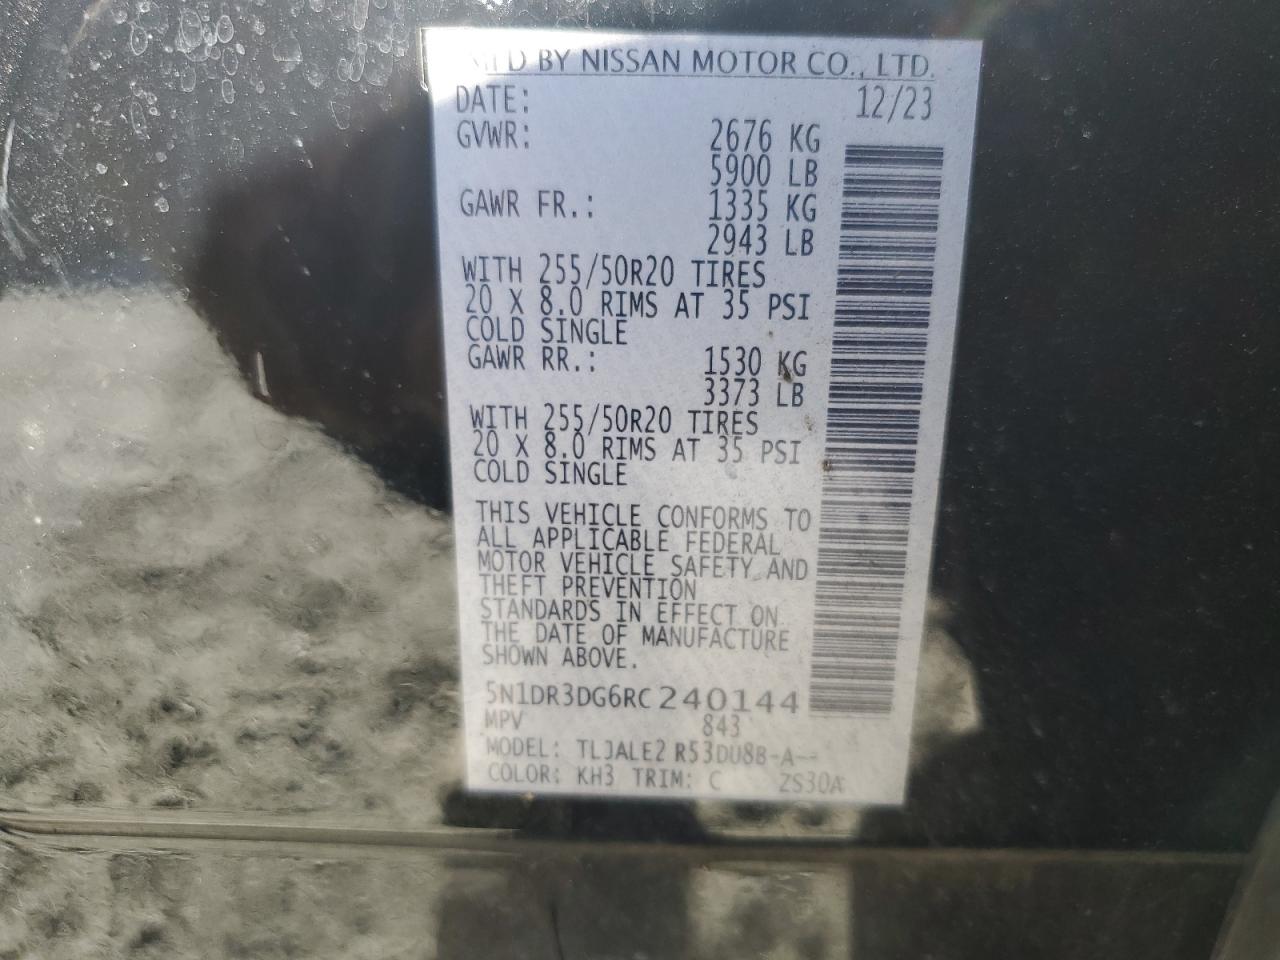 MFD BY NISSAN MOTOR CO., LTD.
DATE: 12/23
GVWR: 2676 KG
5900 LB
GAWR FR.: 1335 KG
2943 LB
WITH 255/50R20 TIRES
20 X 8.0 RIMS AT 35 PSI
COLD SINGLE
GAWR RR.: 1530 KG
3373 LB
WITH 255/50R20 TIRES
20 X 8.0 RIMS AT 35 PSI
COLD SINGLE
THIS VEHICLE CONFORMS TO
ALL APPLICABLE FEDERAL
MOTOR VEHICLE SAFETY AND
THEFT PREVENTION
STANDARDS IN EFFECT ON
THE DATE OF MANUFACTURE
SHOWN ABOVE.
5N1DR3DG6RC240144
MPV 843
MODEL: TLJALE2 R53DU8B-A--
COLOR: KH3 TRIM: C ZS30A